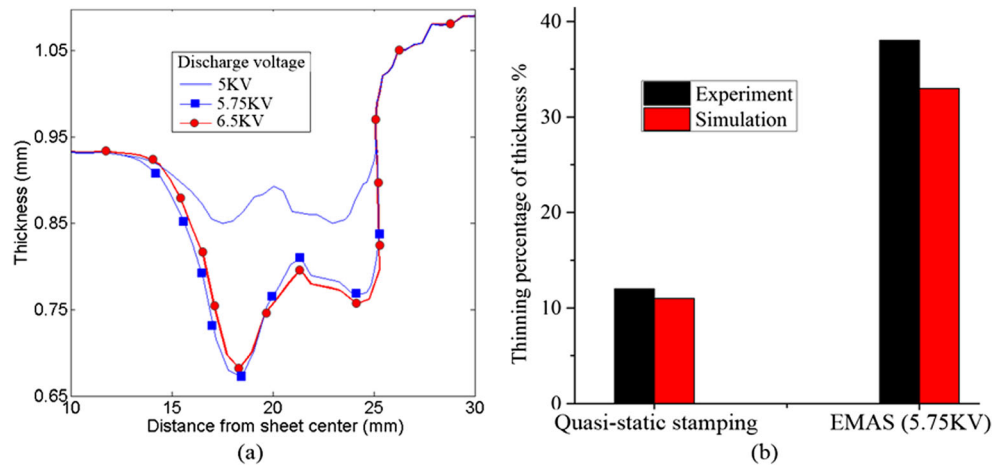 1.05
0.95
0.85
0.75
0.65
Thickness (mm)
Discharge voltage
5KV
5.75KV
6.5KV
10
15
20
25
30
Distance from sheet center (mm)
(a)
40
30
20
10
0
Thinning percentage of thickness %
Experiment
Simulation
Quasi-static stamping
EMAS (5.75KV)
(b)